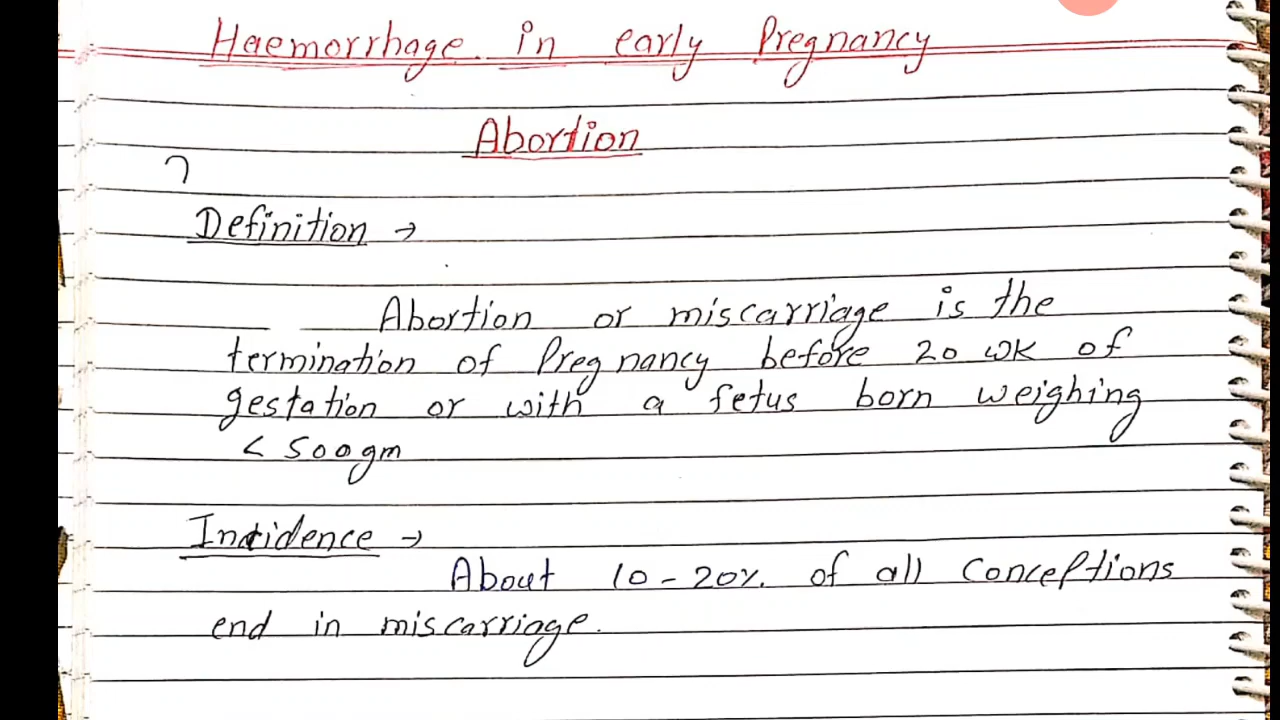 Haemorrhage in early Pregnancy
Abortion
Definition →
Abortion or miscarriage is the
termination of Pregnancy before 20 wk of
gestation or with a fetus born weighing
< 500gm
Incidence →
About 10-20% of all Conceptions
end in miscarriage.